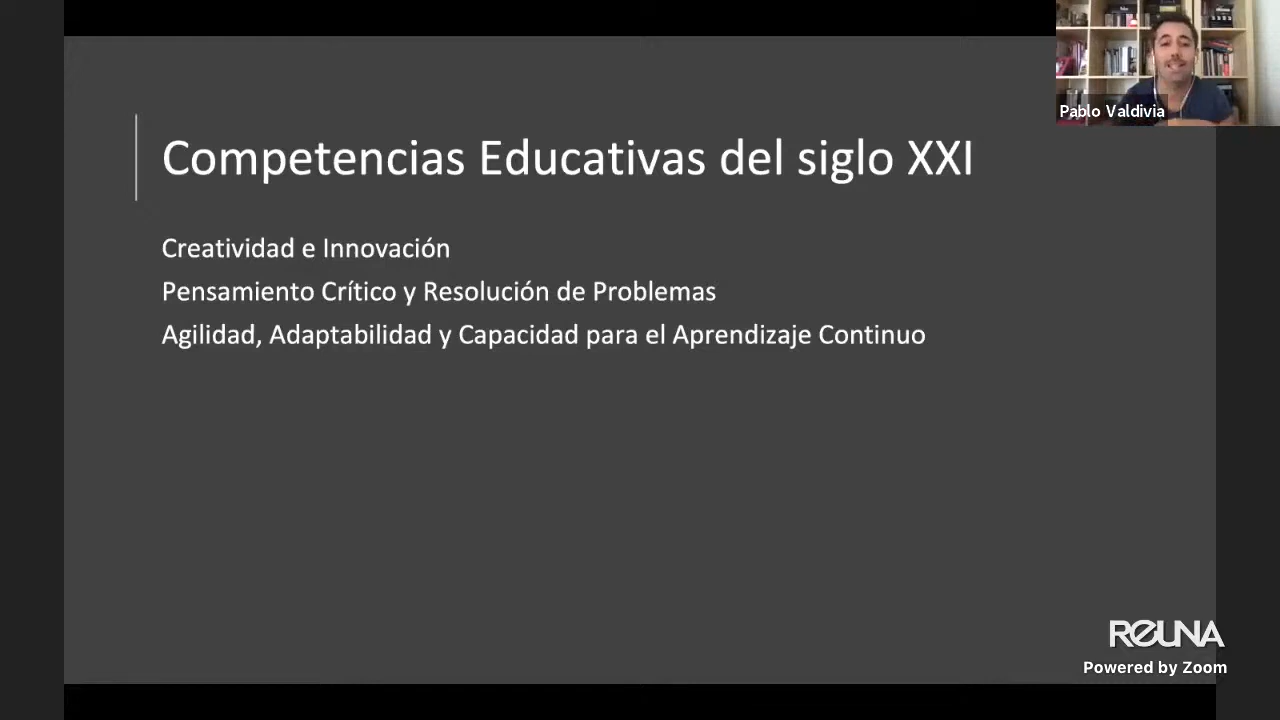 Pablo Valdivia
Competencias Educativas del siglo XXI
Creatividad e Innovación
Pensamiento Crítico y Resolución de Problemas
Agilidad, Adaptabilidad y Capacidad para el Aprendizaje Continuo
REUNA
Powered by Zoom